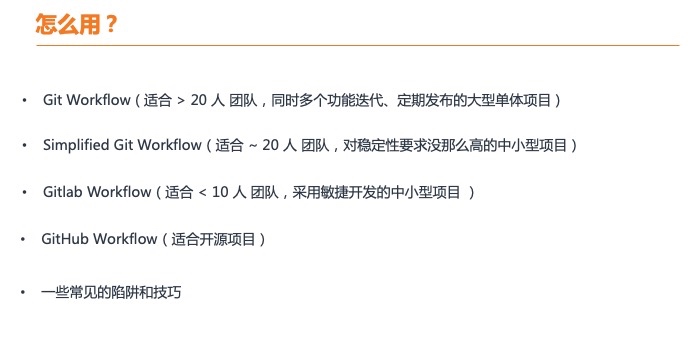 怎么用？
• Git Workflow（适合 > 20 人 团队，同时多个功能迭代、定期发布的大型单体项目）
• Simplified Git Workflow（适合 ~ 20 人 团队，对稳定性要求没那么高的中小型项目）
• Gitlab Workflow（适合 < 10 人 团队，采用敏捷开发的中小型项目 ）
• GitHub Workflow（适合开源项目）
• 一些常见的陷阱和技巧